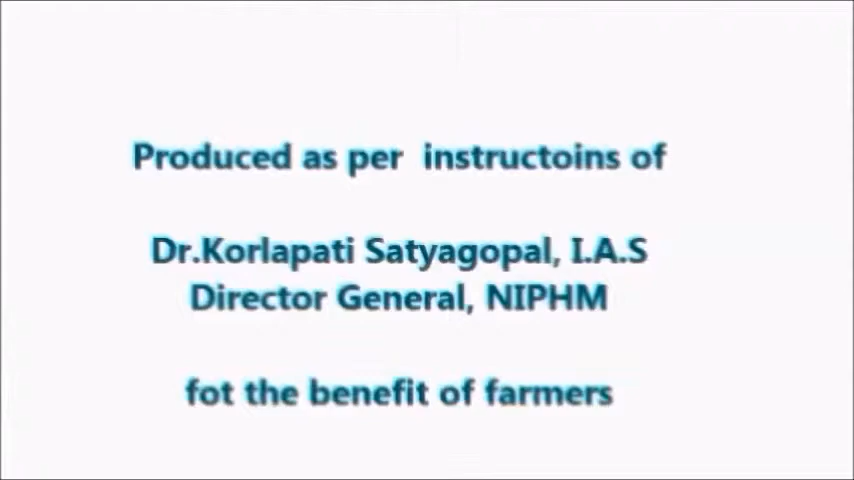 Produced as per instructoins of
Dr.Korlapati Satyagopal, I.A.S
Director General, NIPHM
fot the benefit of farmers